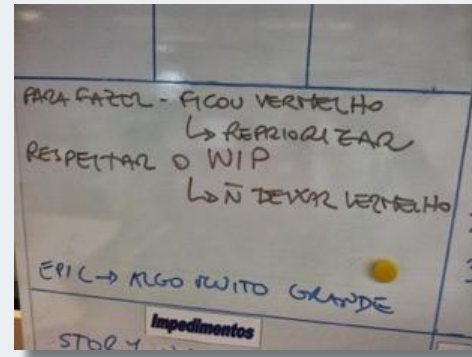 PARA FAZER - FICOU VERMELHO
↳ REPRIORIZAR
RESPEITAR O WIP
↳ Ñ DEIXAR VERMELHO
EPIC → ALGO MUITO GRANDE
Impedimentos
STORY